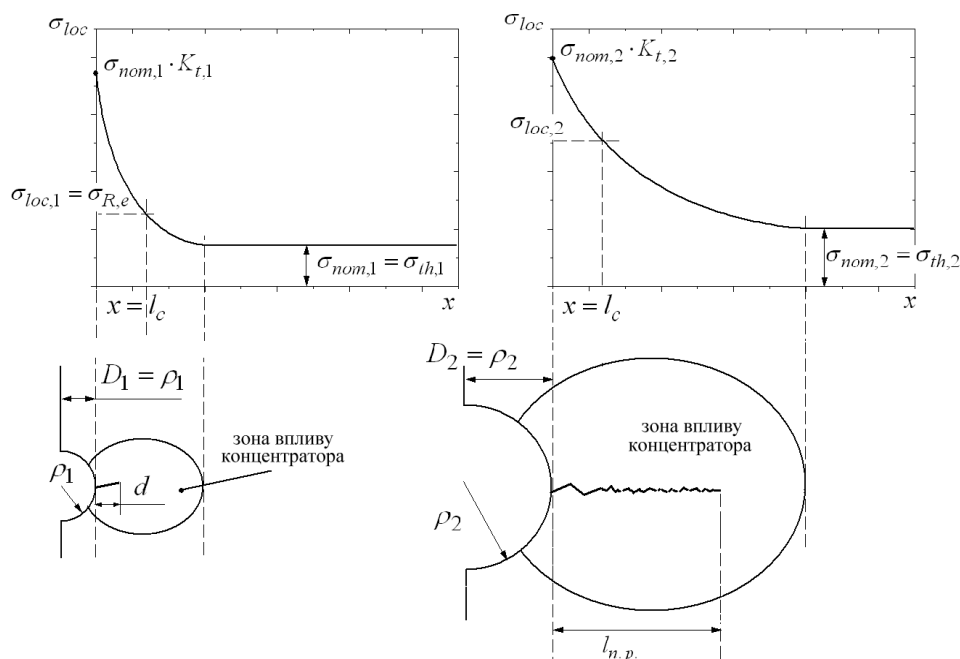 σ_loc
σ_nom,1 · K_t,1
σ_loc,1 = σ_R,e
σ_nom,1 = σ_th,1
x = l_c
x
D_1 = ρ_1
зона впливу
концентратора
ρ_1
d
σ_loc
σ_nom,2 · K_t,2
σ_loc,2
σ_nom,2 = σ_th,2
x = l_c
x
D_2 = ρ_2
зона впливу
концентратора
ρ_2
l_n.p.